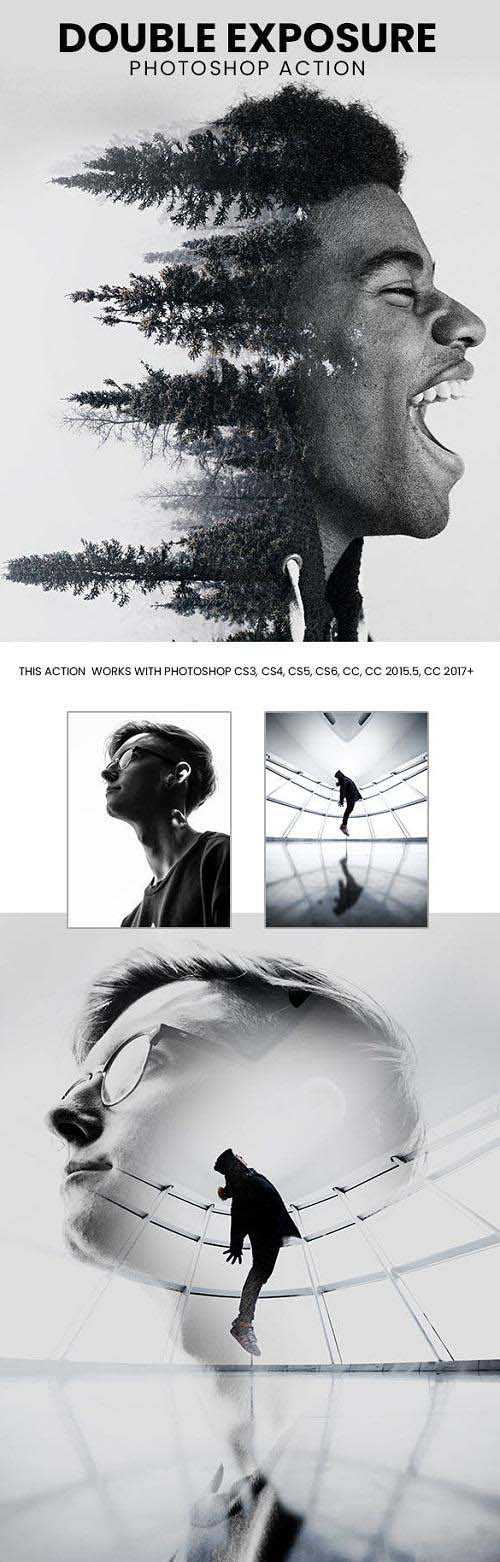 DOUBLE EXPOSURE
PHOTOSHOP ACTION
THIS ACTION WORKS WITH PHOTOSHOP CS3, CS4, CS5, CS6, CC, CC 2015.5, CC 2017+